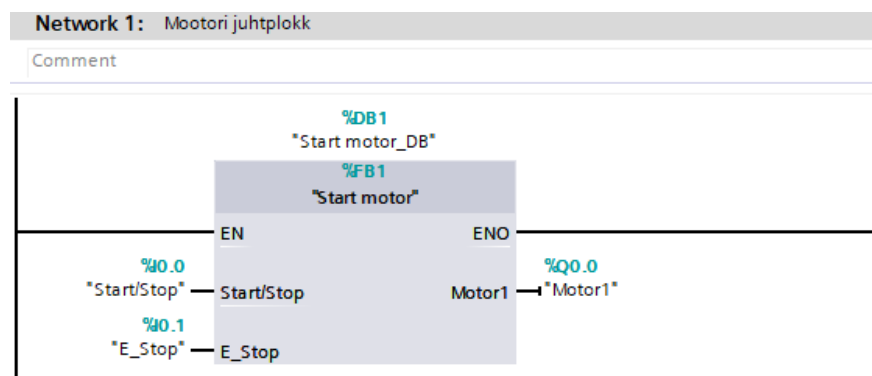 Network 1: Mootori juhtplokk
Comment
%DB1
"Start motor_DB"
%FB1
"Start motor"
EN ENO
%I0.0 %Q0.0
"Start/Stop" Start/Stop Motor1 "Motor1"
%I0.1
"E_Stop" E_Stop